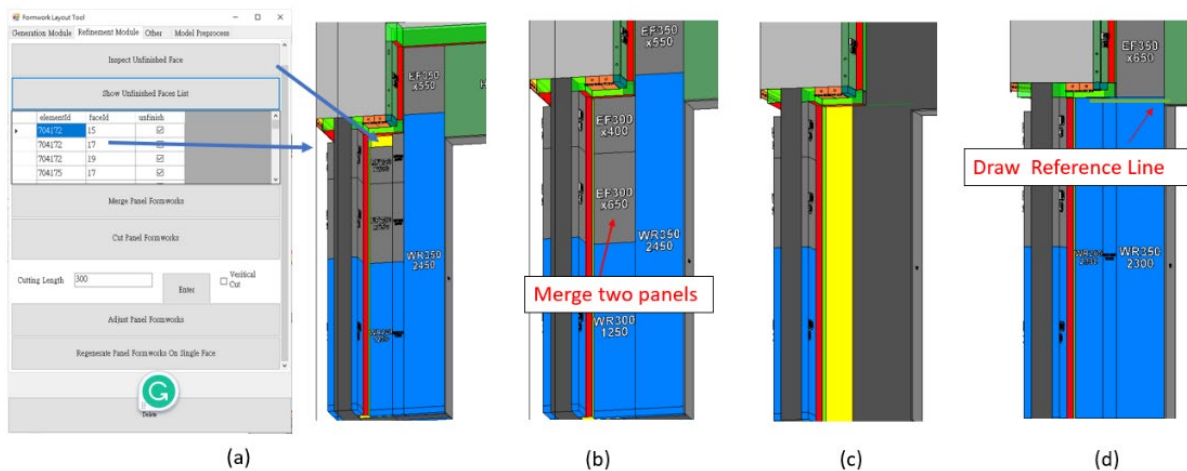 Formwork Layout Tool
Generation Module Refinement Module Other Model Preprocess
Inspect Unfinished Face
Show Unfinished Faces List
elementId faceId unfinish
704172 15
704172 17
704172 19
704175 17
Merge Panel Formworks
Cut Panel Formworks
Cutting Length 300 Enter Veritical Cut
Adjust Panel Formworks
Regenerate Panel Formworks On Single Face
Delete
EF350
x550
WR350
2450
(a)
EF350
x550
EF300
x400
EF300
x650
WR350
2450
Merge two panels
WR300
1250
(b)
(c)
EF350
x650
Draw Reference Line
WR350
2300
(d)